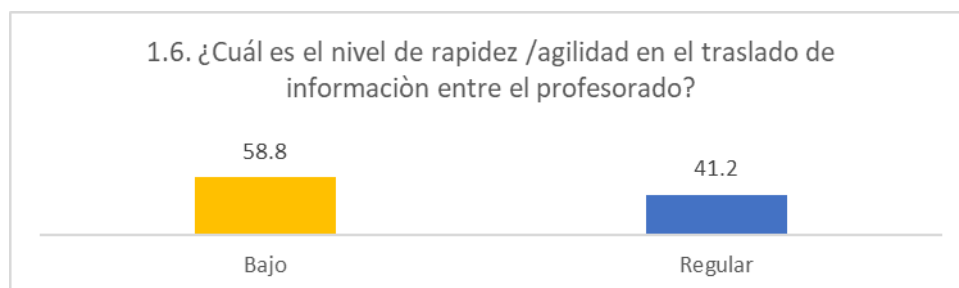 1.6. ¿Cuál es el nivel de rapidez /agilidad en el traslado de
informaciòn entre el profesorado?
58.8
41.2
Bajo
Regular